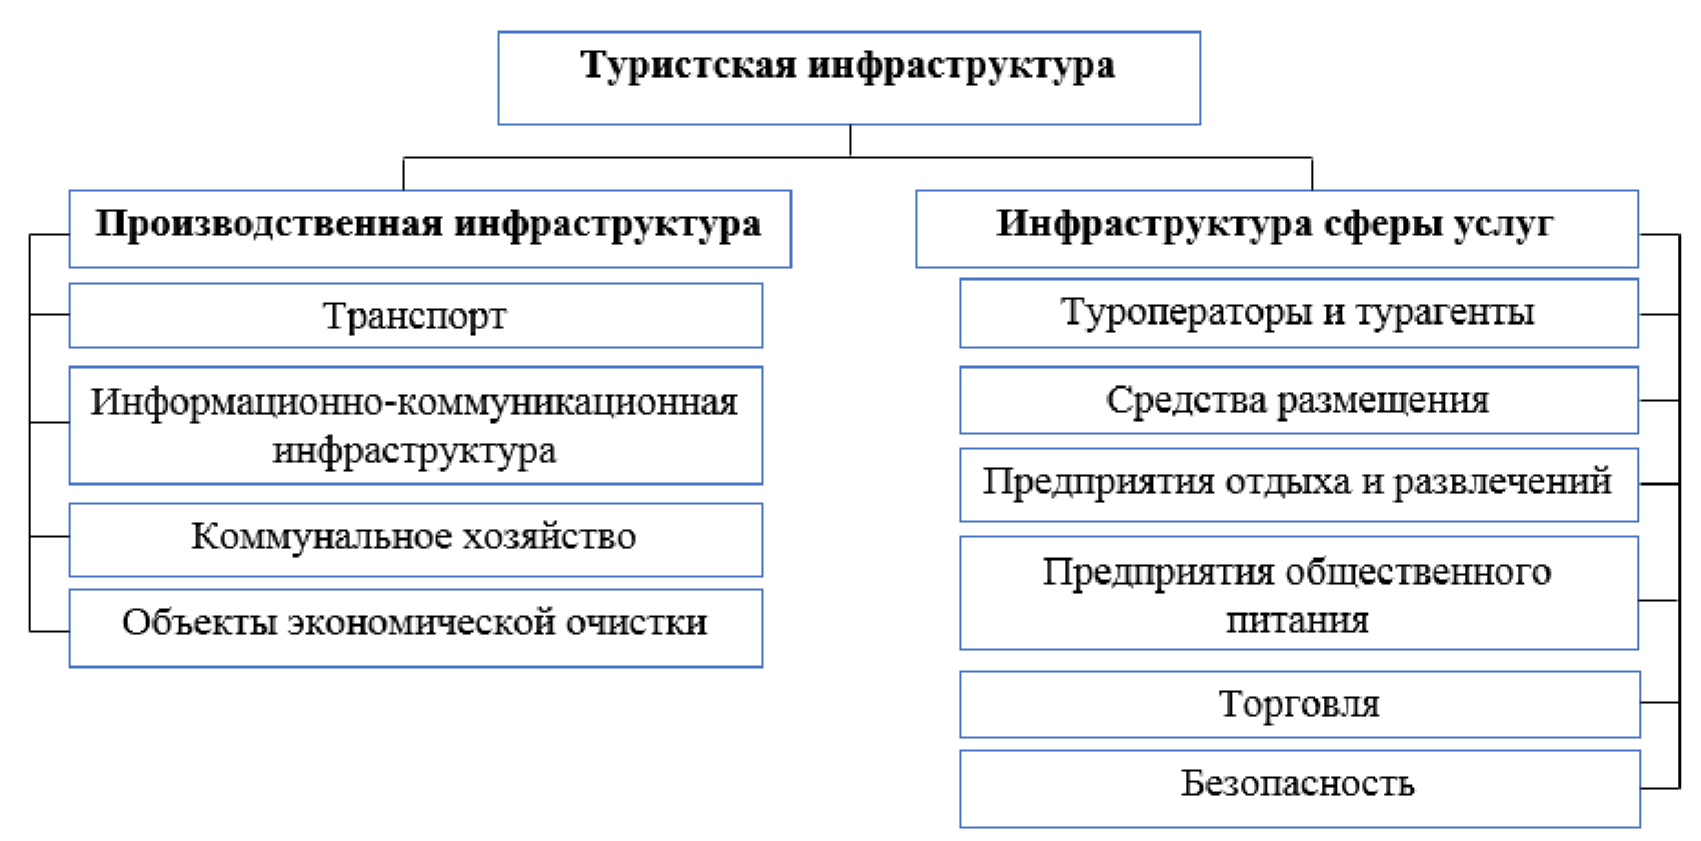 Туристская инфраструктура
Производственная инфраструктура
Транспорт
Информационно-коммуникационная
инфраструктура
Коммунальное хозяйство
Объекты экономической очистки
Инфраструктура сферы услуг
Туроператоры и турагенты
Средства размещения
Предприятия отдыха и развлечений
Предприятия общественного
питания
Торговля
Безопасность